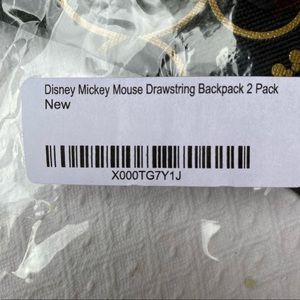 Disney Mickey Mouse Drawstring Backpack 2 Pack
New
X000TG7Y1J